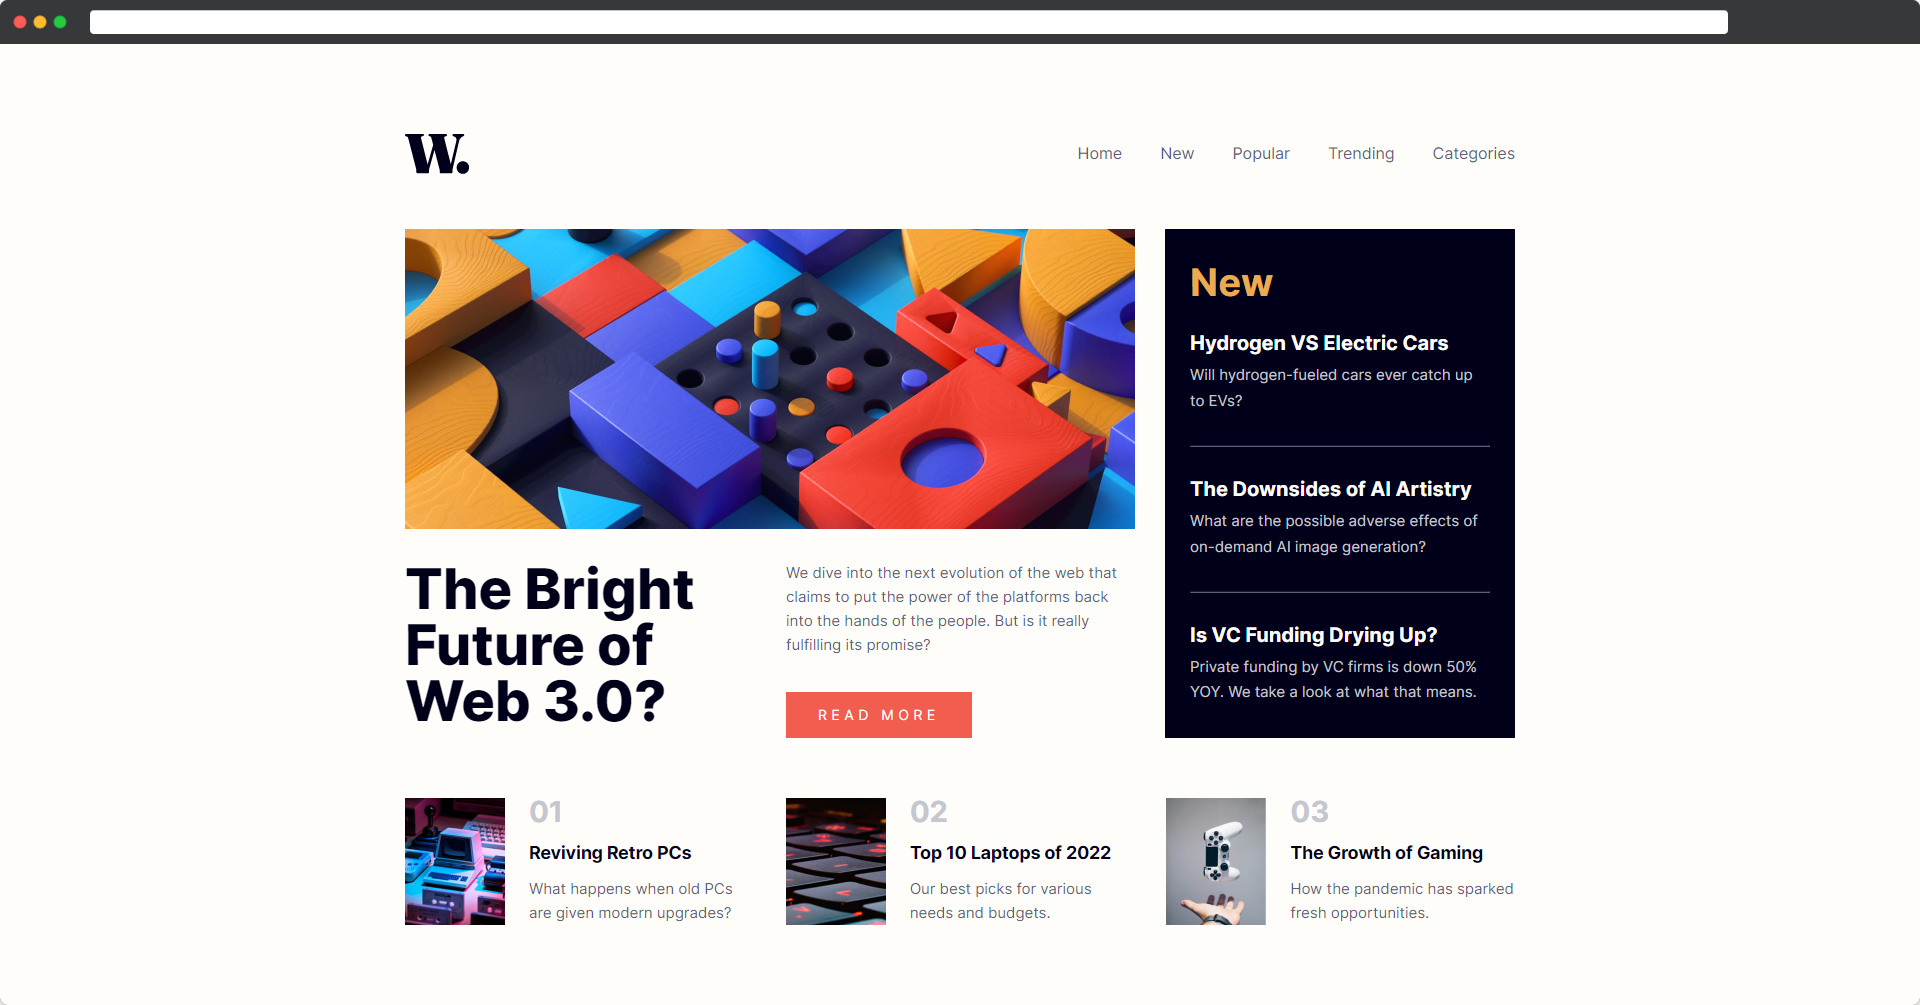 W.
Home New Popular Trending Categories
The Bright
Future of
Web 3.0?
We dive into the next evolution of the web that
claims to put the power of the platforms back
into the hands of the people. But is it really
fulfilling its promise?
READ MORE
New
Hydrogen VS Electric Cars
Will hydrogen-fueled cars ever catch up
to EVs?
The Downsides of AI Artistry
What are the possible adverse effects of
on-demand AI image generation?
Is VC Funding Drying Up?
Private funding by VC firms is down 50%
YOY. We take a look at what that means.
01
Reviving Retro PCs
What happens when old PCs
are given modern upgrades?
02
Top 10 Laptops of 2022
Our best picks for various
needs and budgets.
03
The Growth of Gaming
How the pandemic has sparked
fresh opportunities.